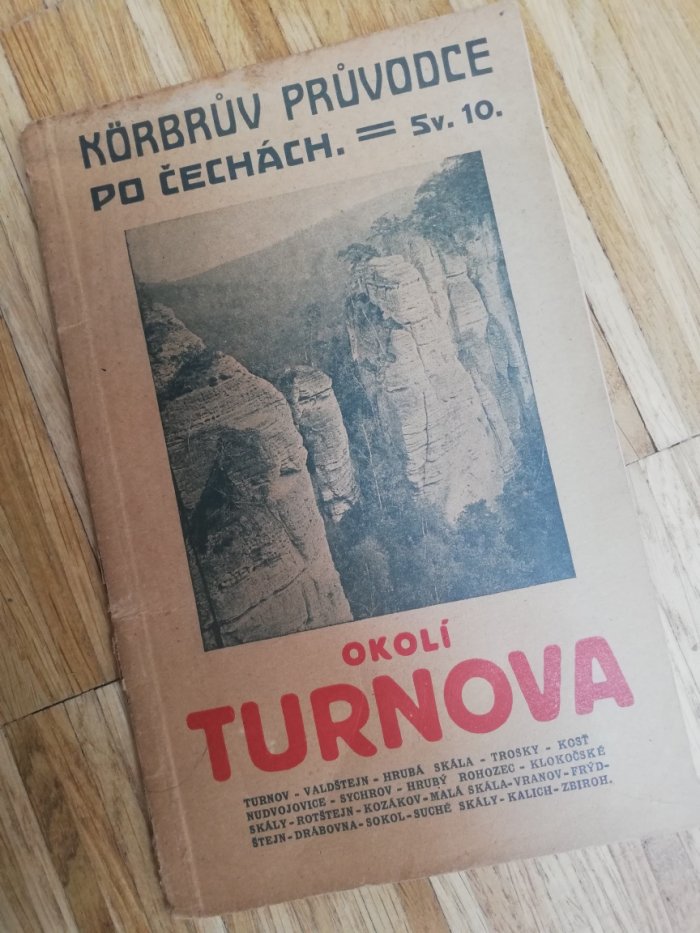 KÖRBRŮV PRŮVODCE
PO ČECHÁCH. = Sv. 10.
OKOLÍ
TURNOVA
TURNOV - VALDŠTEJN - HRUBÁ SKÁLA - TROSKY - KOSŤ
NUDVOJOVICE - SYCHROV - HRUBÝ ROHOZEC - KLOKOČSKÉ
SKÁLY - ROTŠTEJN - KOZÁKOV - MALÁ SKÁLA - VRANOV - FRÝD-
ŠTEJN - DRÁBOVNA - SOKOL - SUCHÉ SKÁLY - KALICH - ZBIROH.